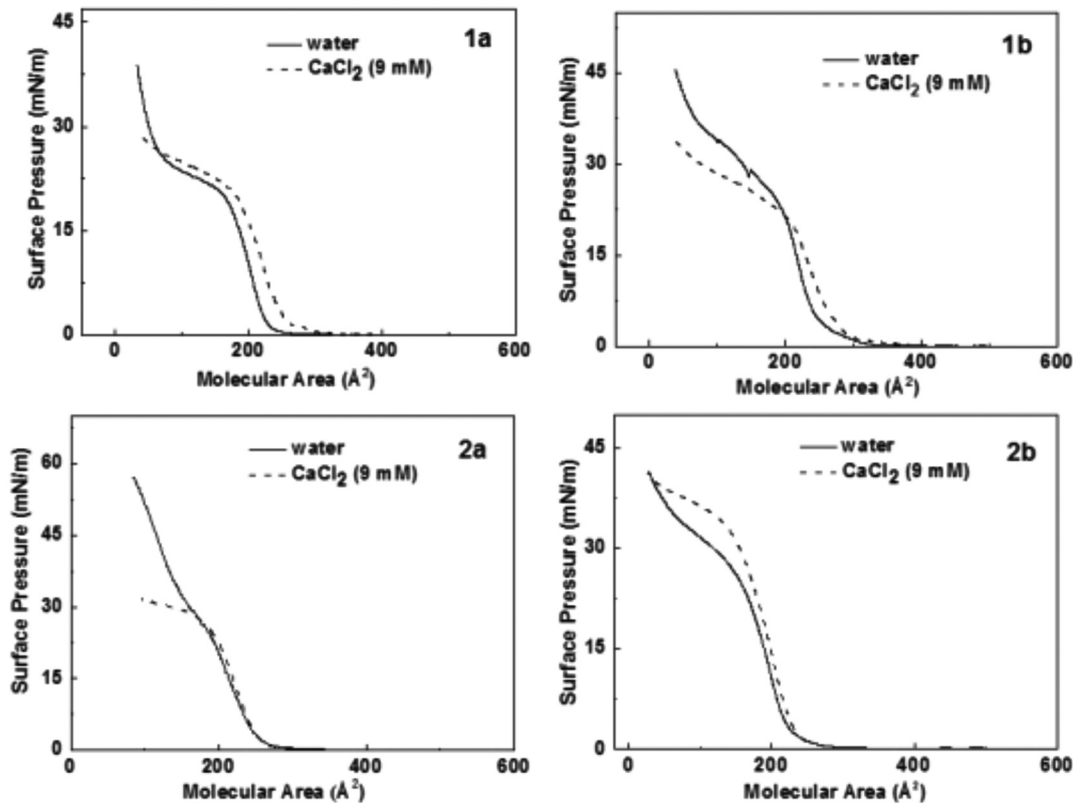 1a
water
CaCl2 (9 mM)
Surface Pressure (mN/m)
45
30
15
0
0 200 400 600
Molecular Area (Å2)
1b
water
CaCl2 (9 mM)
Surface Pressure (mN/m)
45
30
15
0
0 200 400 600
Molecular Area (Å2)
2a
water
CaCl2 (9 mM)
Surface Pressure (mN/m)
60
45
30
15
0
0 200 400 600
Molecular Area (Å2)
2b
water
CaCl2 (9 mM)
Surface Pressure (mN/m)
45
30
15
0
0 200 400 600
Molecular Area (Å2)